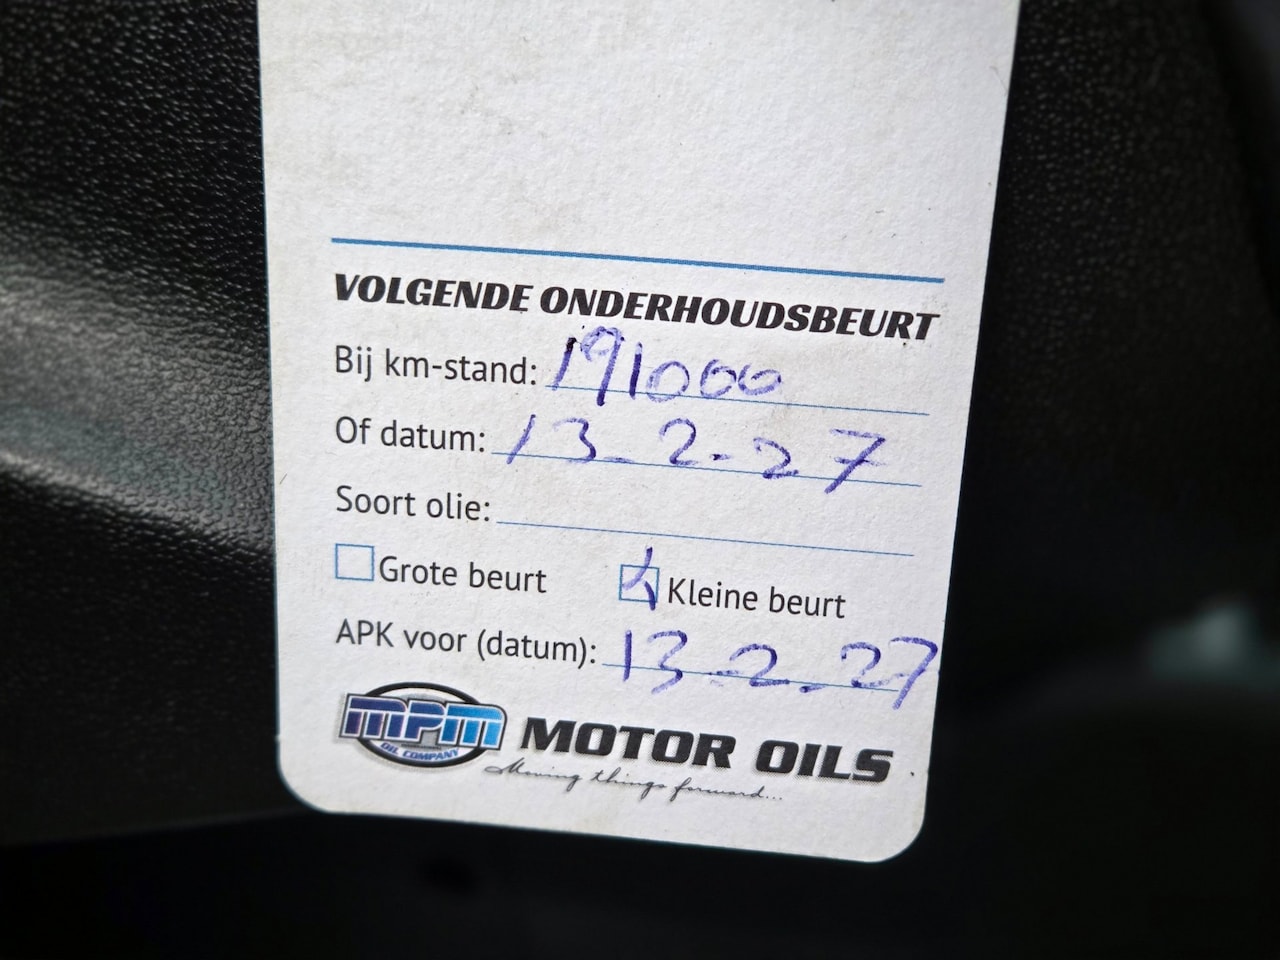 VOLGENDE ONDERHOUDSBEURT
Bij km-stand: 191000
Of datum: 13-2-27
Soort olie:
Grote beurt Kleine beurt
APK voor (datum): 13-2-27
MPM
OIL COMPANY
MOTOR OILS
Moving things forward...